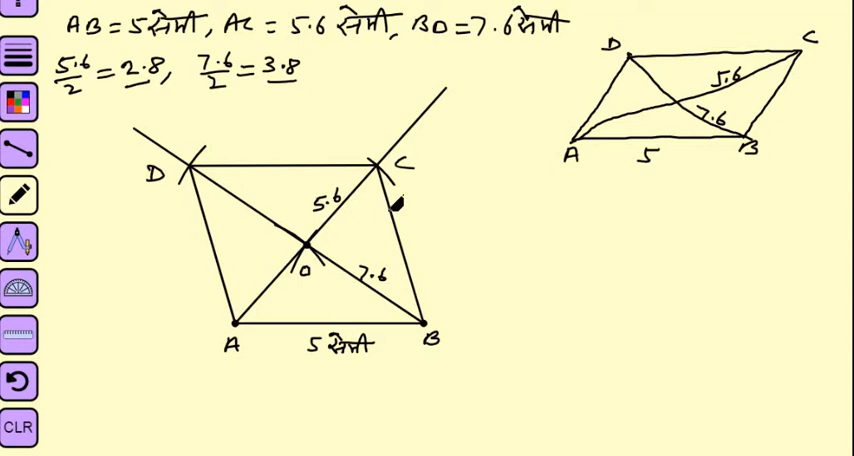 AB = 5 सेमी, AC = 5.6 सेमी, BD = 7.6 सेमी
5.6/2 = 2.8, 7.6/2 = 3.8
D C
5.6
7.6
A 5 B
D C
5.6
O 7.6
A 5 सेमी B
CLR